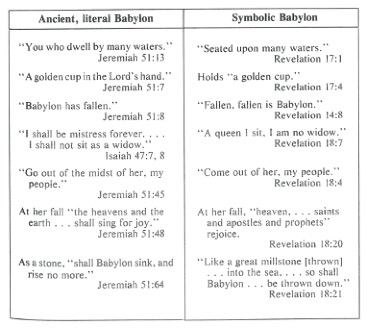 Ancient, literal Babylon
Symbolic Babylon
"You who dwell by many waters."
Jeremiah 51:13
"Seated upon many waters."
Revelation 17:1
"A golden cup in the Lord's hand."
Jeremiah 51:7
Holds "a golden cup."
Revelation 17:4
"Babylon has fallen."
Jeremiah 51:8
"Fallen, fallen is Babylon."
Revelation 14:8
"I shall be mistress forever. . . .
I shall not sit as a widow."
Isaiah 47:7, 8
"A queen I sit, I am no widow."
Revelation 18:7
"Go out of the midst of her, my
people."
Jeremiah 51:45
"Come out of her, my people."
Revelation 18:4
At her fall "the heavens and the
earth . . . shall sing for joy."
Jeremiah 51:48
At her fall, "heaven, . . . saints
and apostles and prophets"
rejoice.
Revelation 18:20
As a stone, "shall Babylon sink, and
rise no more."
Jeremiah 51:64
"Like a great millstone [thrown]
. . . into the sea, . . . so shall
Babylon . . . be thrown down."
Revelation 18:21